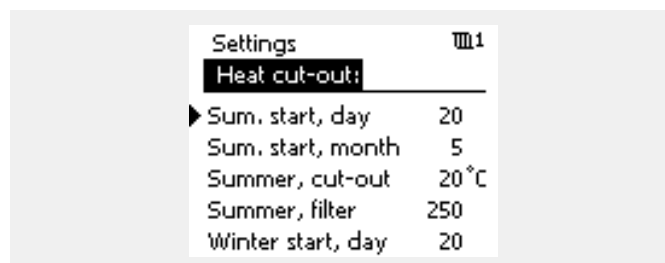 Settings 1
Heat cut-out:
Sum. start, day 20
Sum. start, month 5
Summer, cut-out 20°C
Summer, filter 250
Winter start, day 20